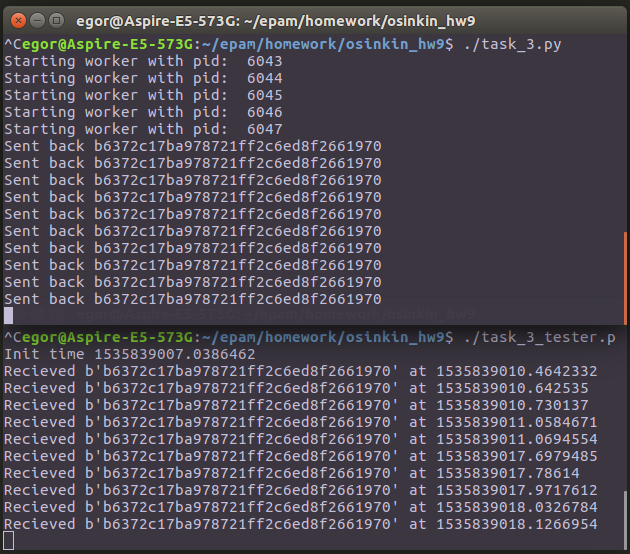 egor@Aspire-E5-573G: ~/epam/homework/osinkin_hw9
^Cegor@Aspire-E5-573G:~/epam/homework/osinkin_hw9$ ./task_3.py
Starting worker with pid:  6043
Starting worker with pid:  6044
Starting worker with pid:  6045
Starting worker with pid:  6046
Starting worker with pid:  6047
Sent back b6372c17ba978721ff2c6ed8f2661970
Sent back b6372c17ba978721ff2c6ed8f2661970
Sent back b6372c17ba978721ff2c6ed8f2661970
Sent back b6372c17ba978721ff2c6ed8f2661970
Sent back b6372c17ba978721ff2c6ed8f2661970
Sent back b6372c17ba978721ff2c6ed8f2661970
Sent back b6372c17ba978721ff2c6ed8f2661970
Sent back b6372c17ba978721ff2c6ed8f2661970
Sent back b6372c17ba978721ff2c6ed8f2661970
Sent back b6372c17ba978721ff2c6ed8f2661970
egor@Aspire-E5-573G: ~/epam/homework/osinkin_hw9
^Cegor@Aspire-E5-573G:~/epam/homework/osinkin_hw9$ ./task_3_tester.p
Init time 1535839007.0386462
Recieved b'b6372c17ba978721ff2c6ed8f2661970' at 1535839010.4642332
Recieved b'b6372c17ba978721ff2c6ed8f2661970' at 1535839010.642535
Recieved b'b6372c17ba978721ff2c6ed8f2661970' at 1535839010.730137
Recieved b'b6372c17ba978721ff2c6ed8f2661970' at 1535839011.0584671
Recieved b'b6372c17ba978721ff2c6ed8f2661970' at 1535839011.0694554
Recieved b'b6372c17ba978721ff2c6ed8f2661970' at 1535839017.6979485
Recieved b'b6372c17ba978721ff2c6ed8f2661970' at 1535839017.78614
Recieved b'b6372c17ba978721ff2c6ed8f2661970' at 1535839017.9717612
Recieved b'b6372c17ba978721ff2c6ed8f2661970' at 1535839018.0326784
Recieved b'b6372c17ba978721ff2c6ed8f2661970' at 1535839018.1266954